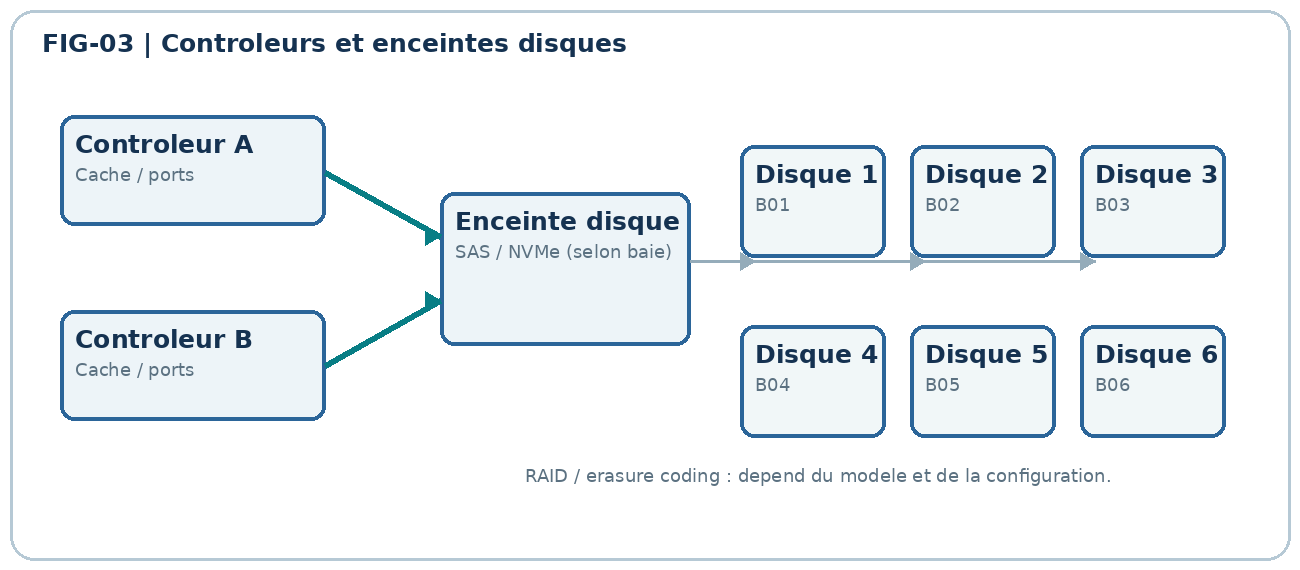 FIG-03 | Controleurs et enceintes disques
Controleur A
Cache / ports
Controleur B
Cache / ports
Enceinte disque
SAS / NVMe (selon baie)
Disque 1
B01
Disque 2
B02
Disque 3
B03
Disque 4
B04
Disque 5
B05
Disque 6
B06
RAID / erasure coding : depend du modele et de la configuration.